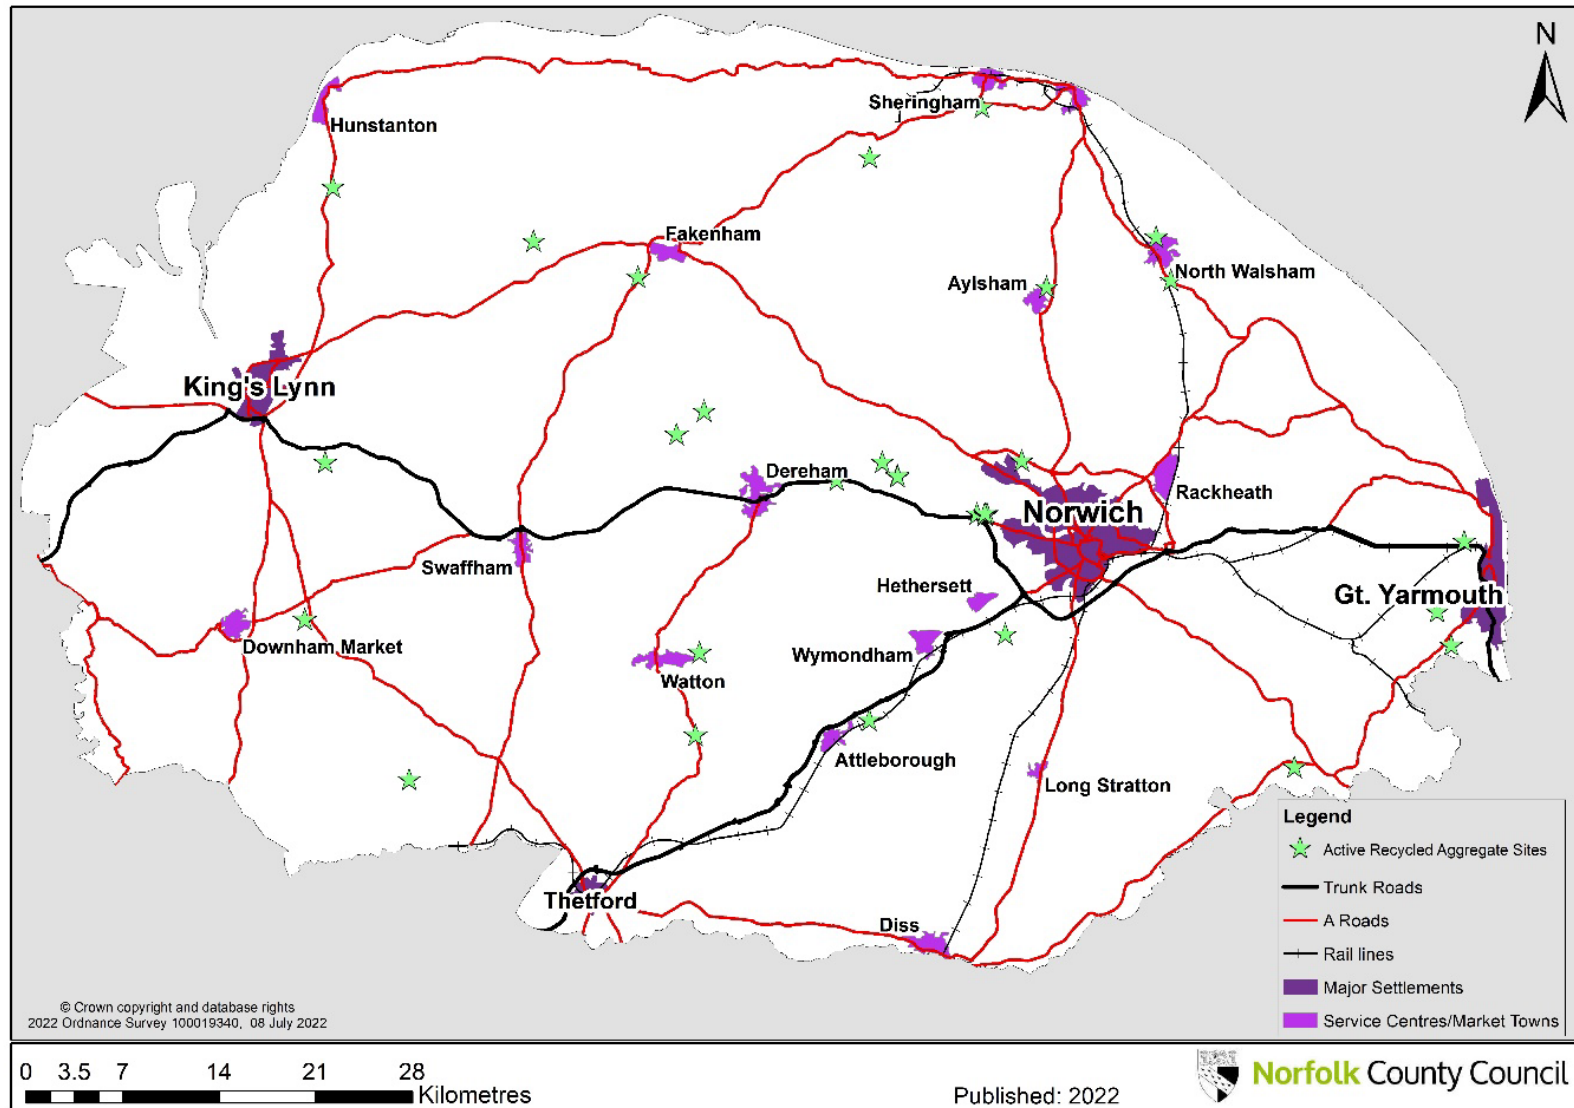 N
Sheringham
Hunstanton
Fakenham
North Walsham
Aylsham
King's Lynn
Dereham
Rackheath
Norwich
Swaffham
Hethersett
Gt. Yarmouth
Downham Market
Wymondham
Watton
Attleborough
Long Stratton
Thetford
Diss
Legend
Active Recycled Aggregate Sites
Trunk Roads
A Roads
Rail lines
Major Settlements
Service Centres/Market Towns
© Crown copyright and database rights
2022 Ordnance Survey 100019340, 08 July 2022
0 3.5 7 14 21 28
Kilometres
Published: 2022
Norfolk County Council